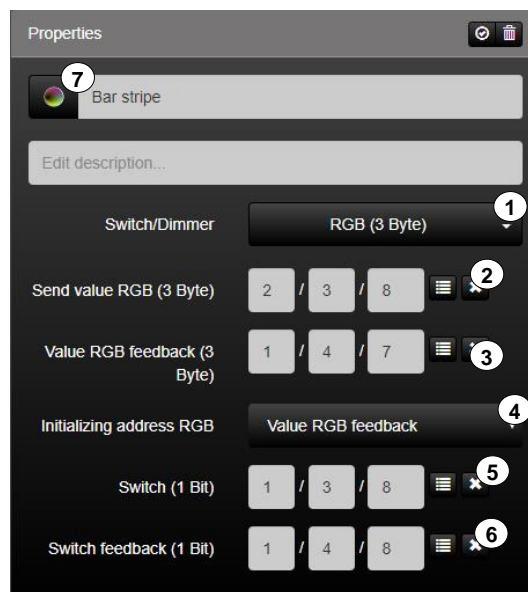 Properties
7
Bar stripe
Edit description...
1
Switch/Dimmer RGB (3 Byte)
2
Send value RGB (3 Byte) 2 / 3 / 8
Value RGB feedback (3 1 / 4 / 7 3
Byte)
4
Initializing address RGB Value RGB feedback
5
Switch (1 Bit) 1 / 3 / 8
6
Switch feedback (1 Bit) 1 / 4 / 8